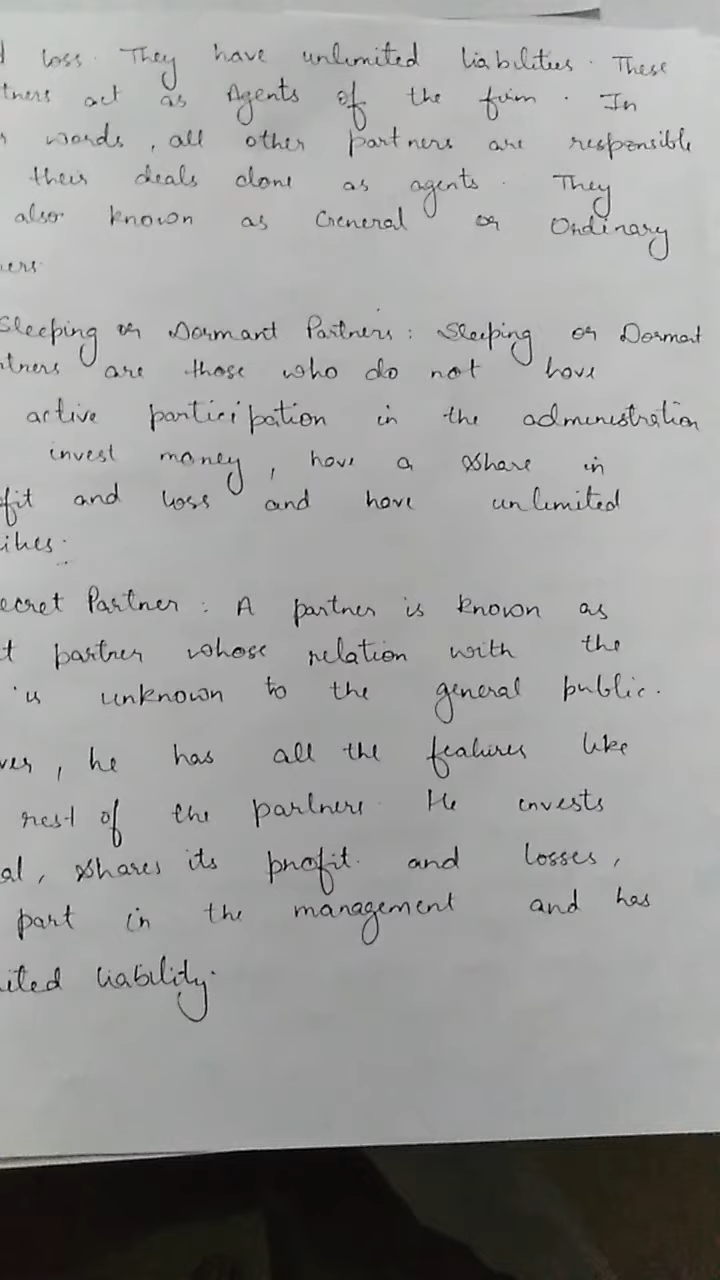 loss. They have unlimited liabilities. These
tners act as Agents of the firm. In
words, all other partners are responsible
their deals done as agents. They
also known as General or Ordinary
ners
Sleeping or Dormant Partners: Sleeping or Dormant
tners are those who do not have
active participation in the administration
invest money, have a share in
fit and loss and have unlimited
ities.
ecret Partner: A partner is known as
t partner whose relation with the
is unknown to the general public.
ver, he has all the features like
rest of the partners. He invests
al, shares its profit and losses,
part in the management and has
ited liability.